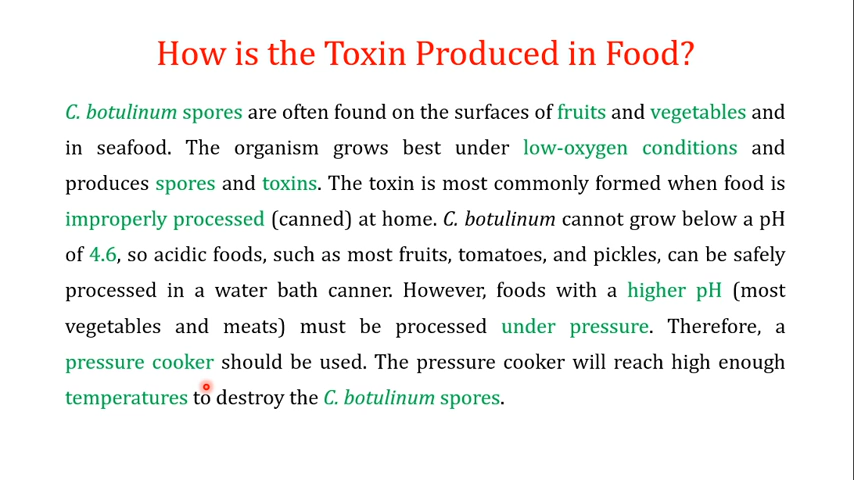 How is the Toxin Produced in Food?
C. botulinum spores are often found on the surfaces of fruits and vegetables and
in seafood. The organism grows best under low-oxygen conditions and
produces spores and toxins. The toxin is most commonly formed when food is
improperly processed (canned) at home. C. botulinum cannot grow below a pH
of 4.6, so acidic foods, such as most fruits, tomatoes, and pickles, can be safely
processed in a water bath canner. However, foods with a higher pH (most
vegetables and meats) must be processed under pressure. Therefore, a
pressure cooker should be used. The pressure cooker will reach high enough
temperatures to destroy the C. botulinum spores.